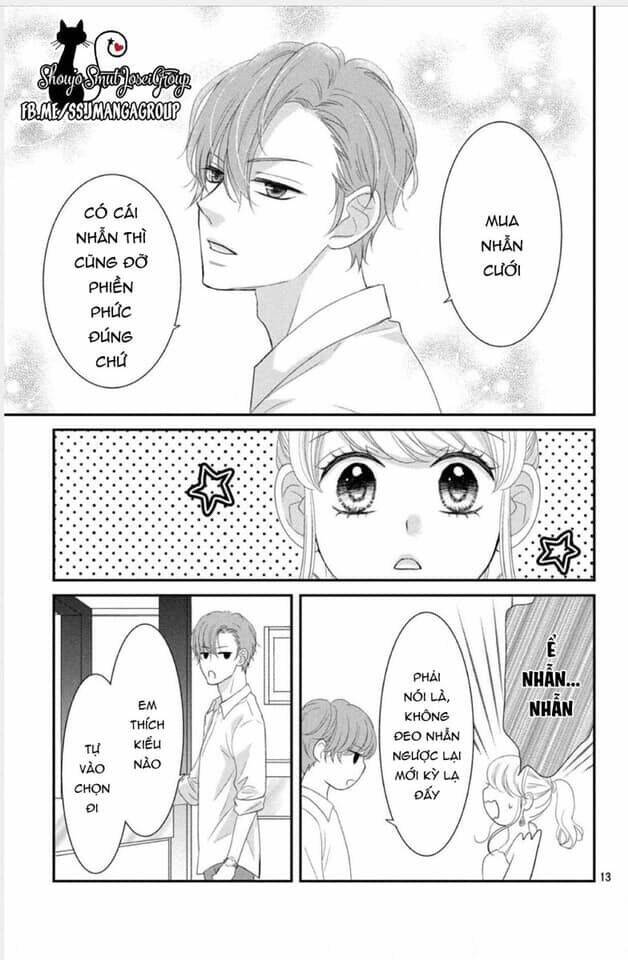 Shoujo Smut Josei Group
FB.ME/SSIJMANGAGROUP
MUA
NHẪN
CƯỚI
CÓ CÁI
NHẪN THÌ
CŨNG ĐỠ
PHIỀN
PHỨC
ĐÚNG
CHỨ
Ể
NHẪN...
NHẪN
PHẢI
NÓI LÀ,
KHÔNG
ĐEO NHẪN
NGƯỢC LẠI
MỚI KỲ LẠ
ĐẤY
EM
THÍCH
KIỂU
NÀO
TỰ
VÀO
CHỌN
ĐI
13